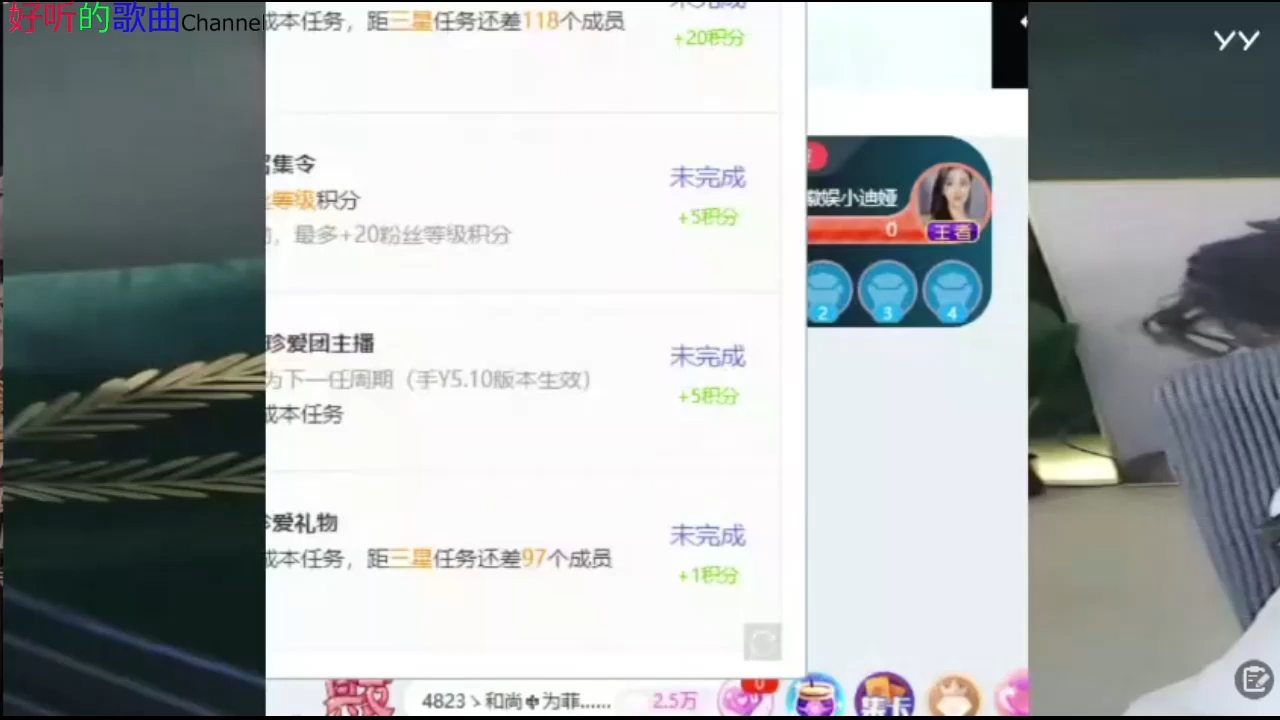 好听的歌曲Channel
成本任务，距三星任务还差118个成员
未完成
+20积分
召集令
丝等级积分
，最多+20粉丝等级积分
未完成
+5积分
珍爱团主播
为下一任周期（手Y5.10版本生效）
成本任务
未完成
+5积分
珍爱礼物
成本任务，距三星任务还差97个成员
未完成
+1积分
娱小迪娅
0
王者
2
3
4
YY
4823
和尚
为菲......
2.5万
0
集卡